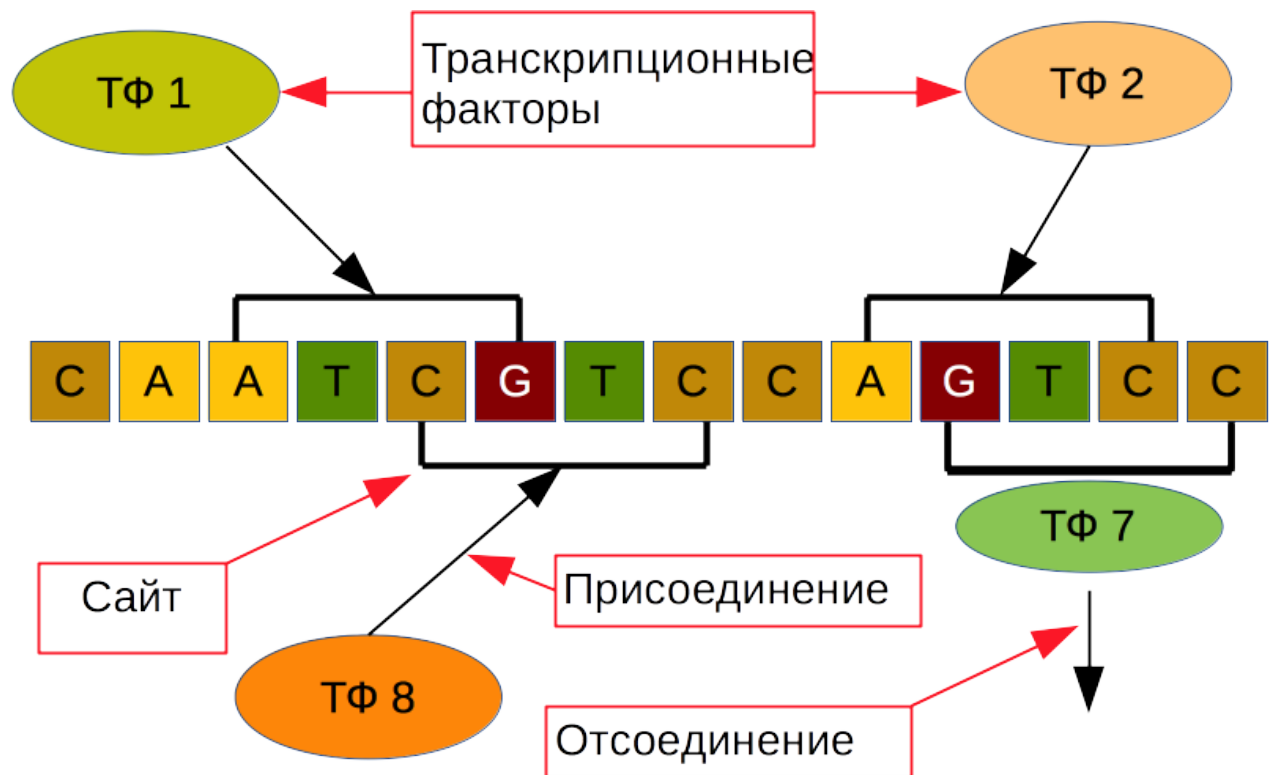 ТФ 1
Транскрипционные
факторы
ТФ 2
C A A T C G T C C A G T C C
ТФ 7
Сайт
Присоединение
ТФ 8
Отсоединение